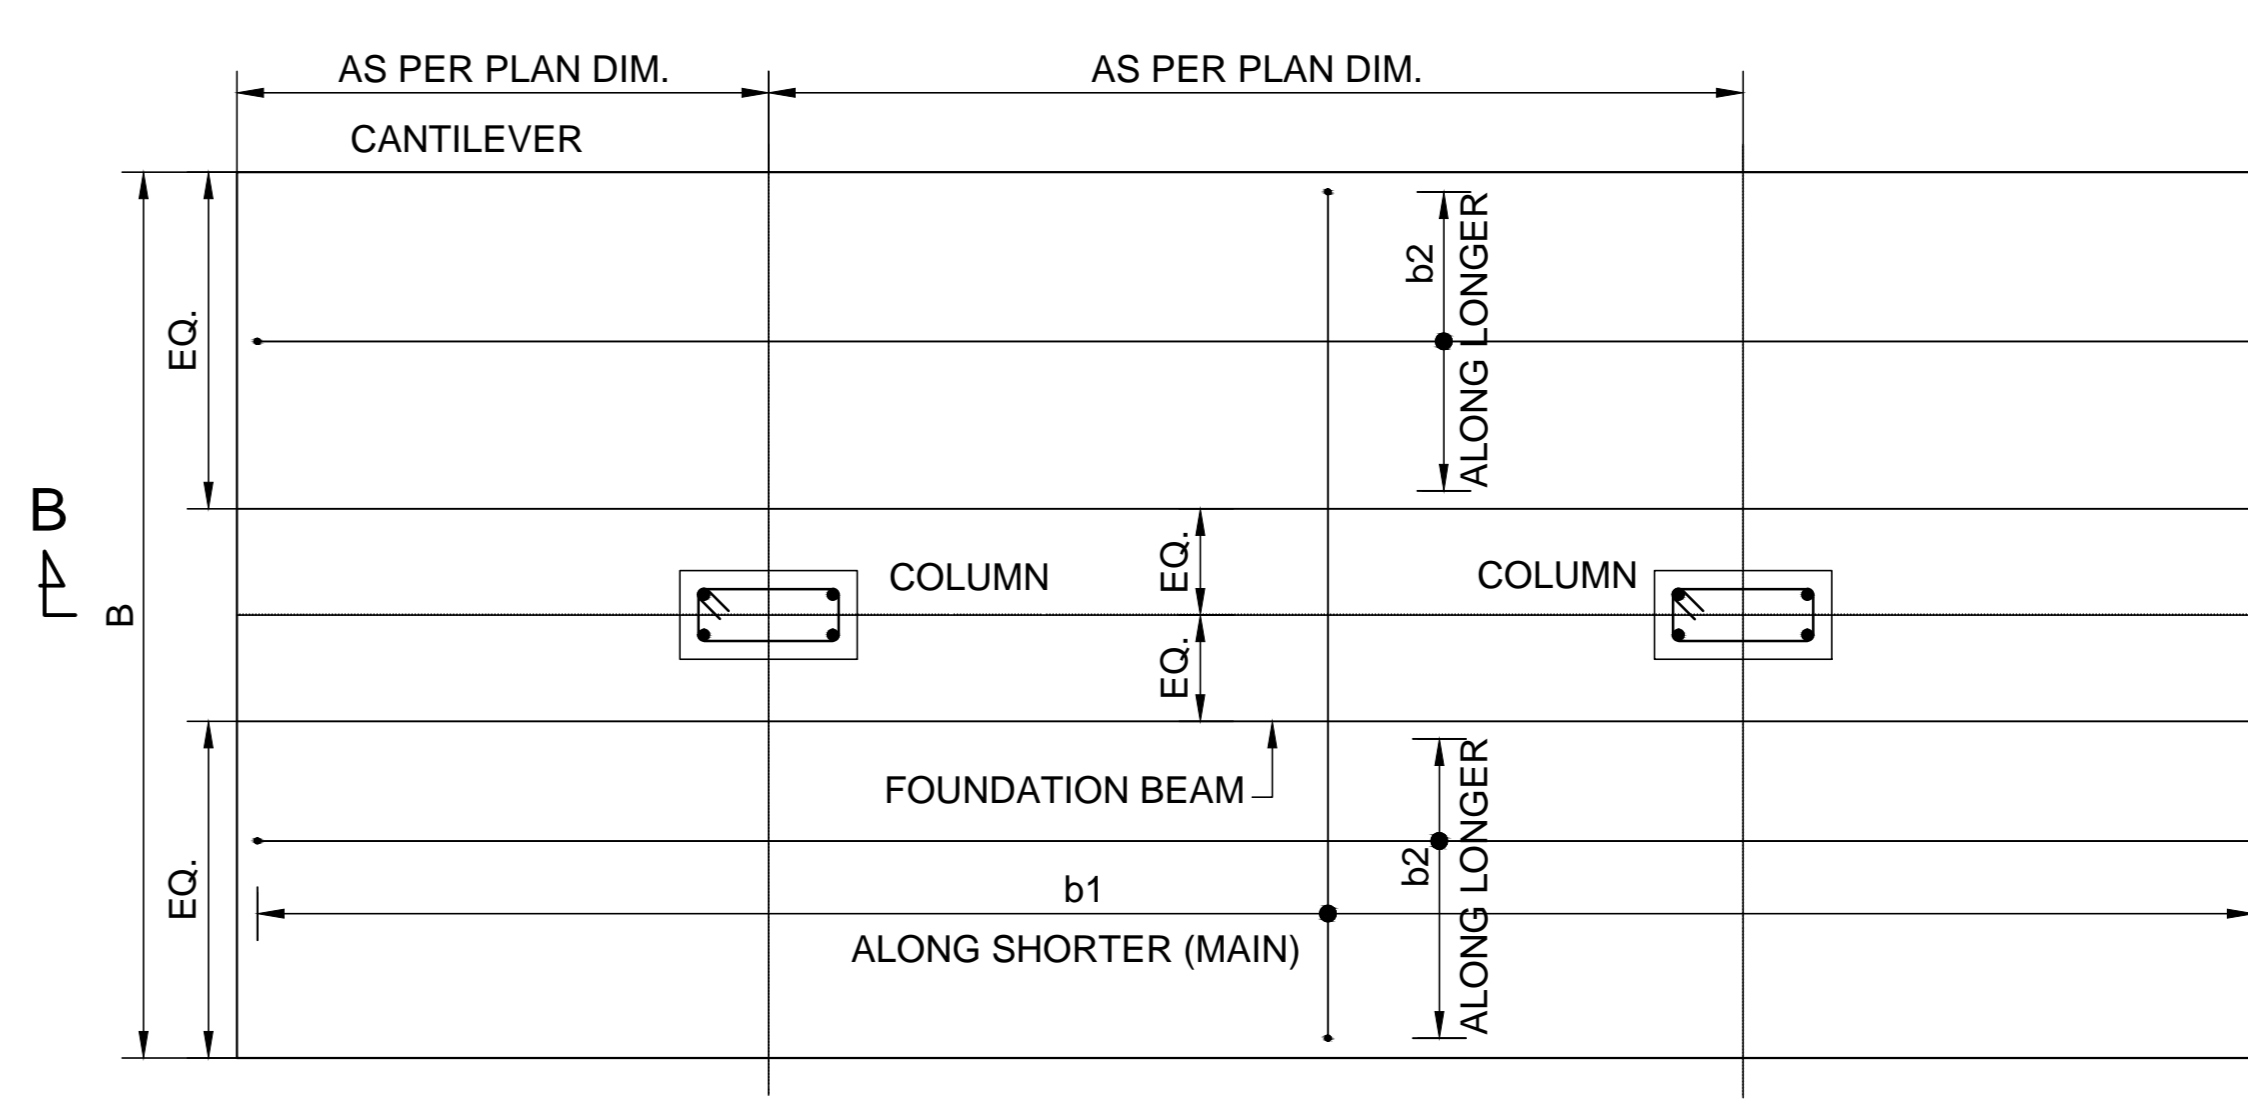 AS PER PLAN DIM.
AS PER PLAN DIM.
CANTILEVER
b2
ALONG LONGER
EQ.
B
B
EQ.
COLUMN
COLUMN
EQ.
FOUNDATION BEAM
b2
ALONG LONGER
EQ.
b1
ALONG SHORTER (MAIN)